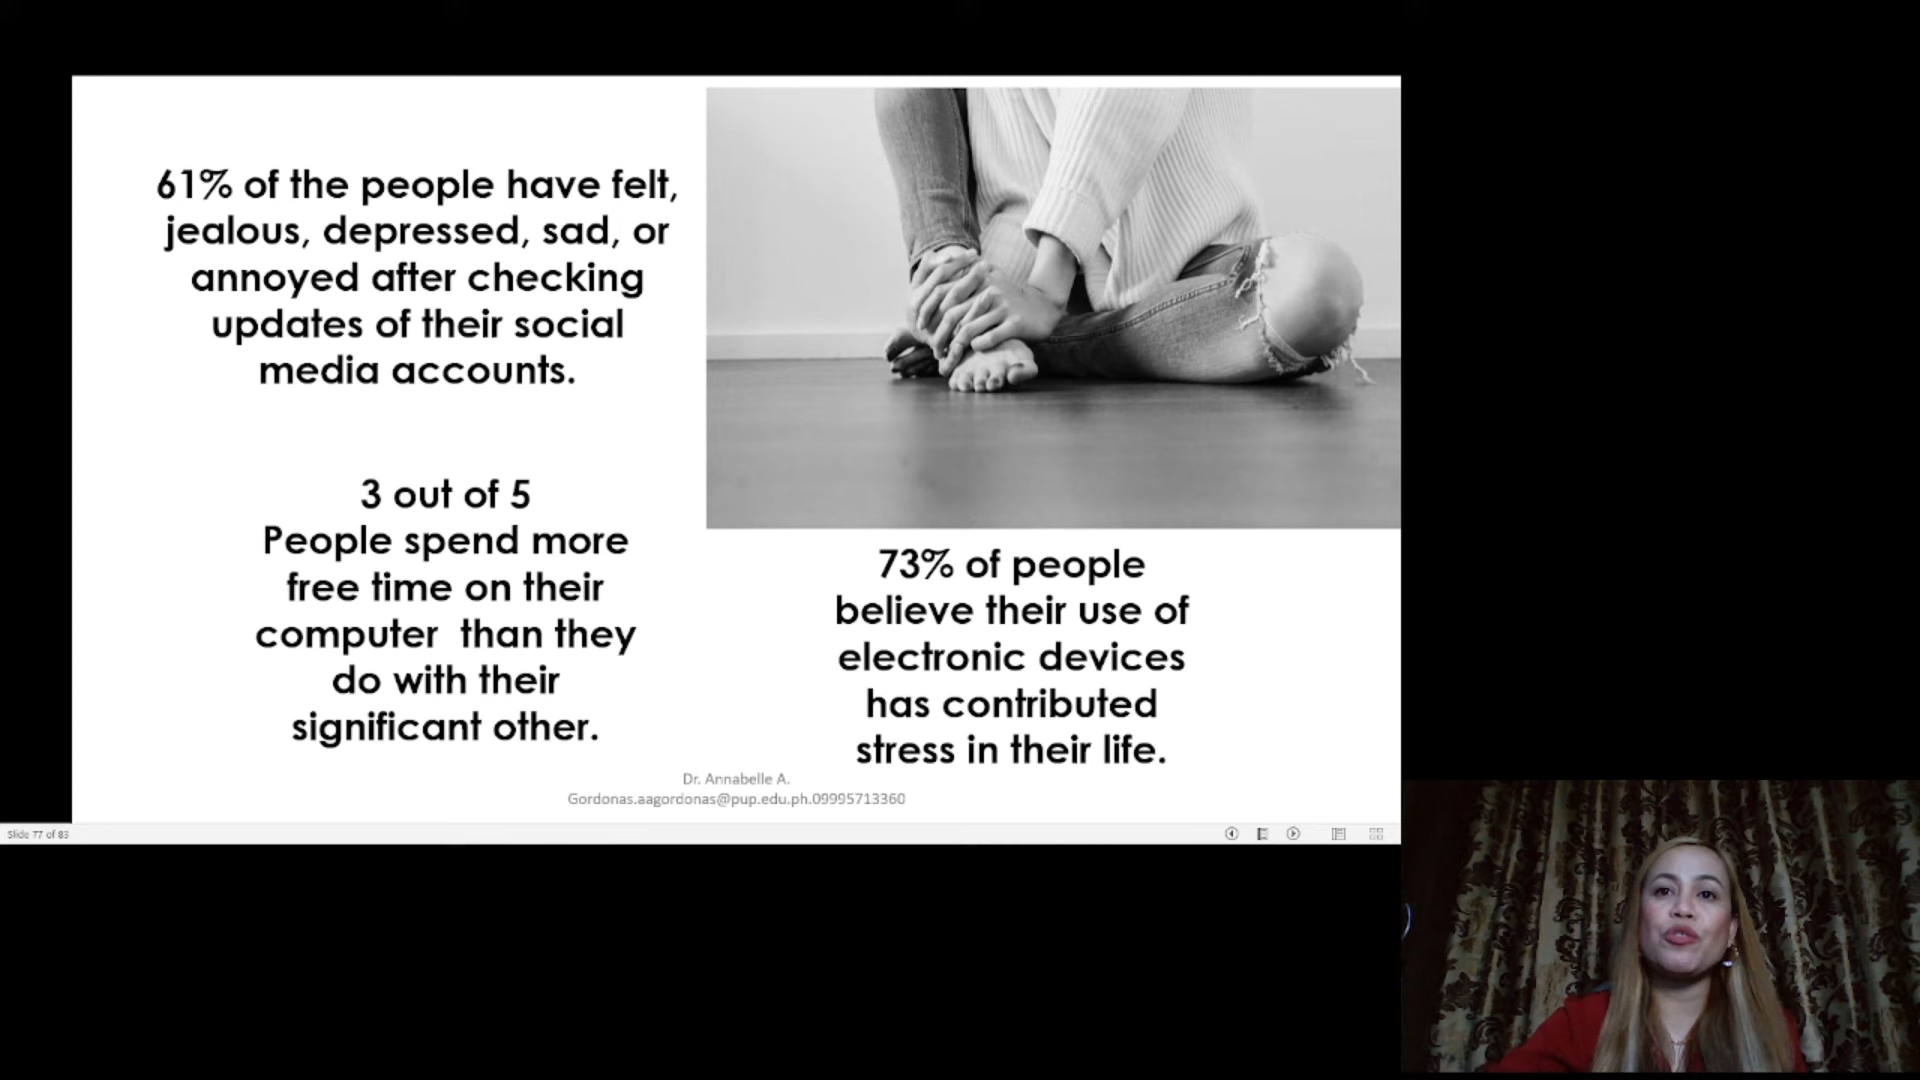 61% of the people have felt,
jealous, depressed, sad, or
annoyed after checking
updates of their social
media accounts.
3 out of 5
People spend more
free time on their
computer than they
do with their
significant other.
73% of people
believe their use of
electronic devices
has contributed
stress in their life.
Dr. Annabelle A.
Gordonas.aagordonas@pup.edu.ph.09995713360
Slide 77 of 83